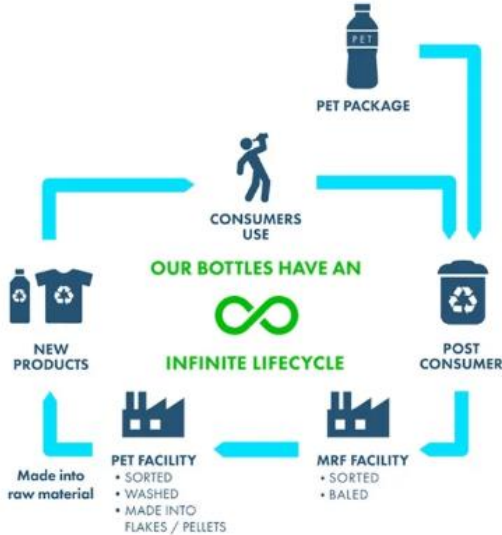 PET
PET PACKAGE
CONSUMERS
USE
OUR BOTTLES HAVE AN
INFINITE LIFECYCLE
NEW
PRODUCTS
POST
CONSUMER
PET FACILITY
• SORTED
• WASHED
• MADE INTO
FLAKES / PELLETS
MRF FACILITY
• SORTED
• BALED
Made into
raw material